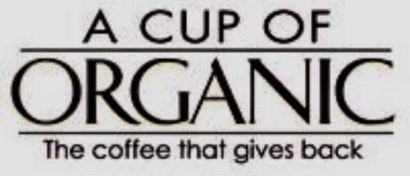 A CUP OF
ORGANIC
The coffee that gives back